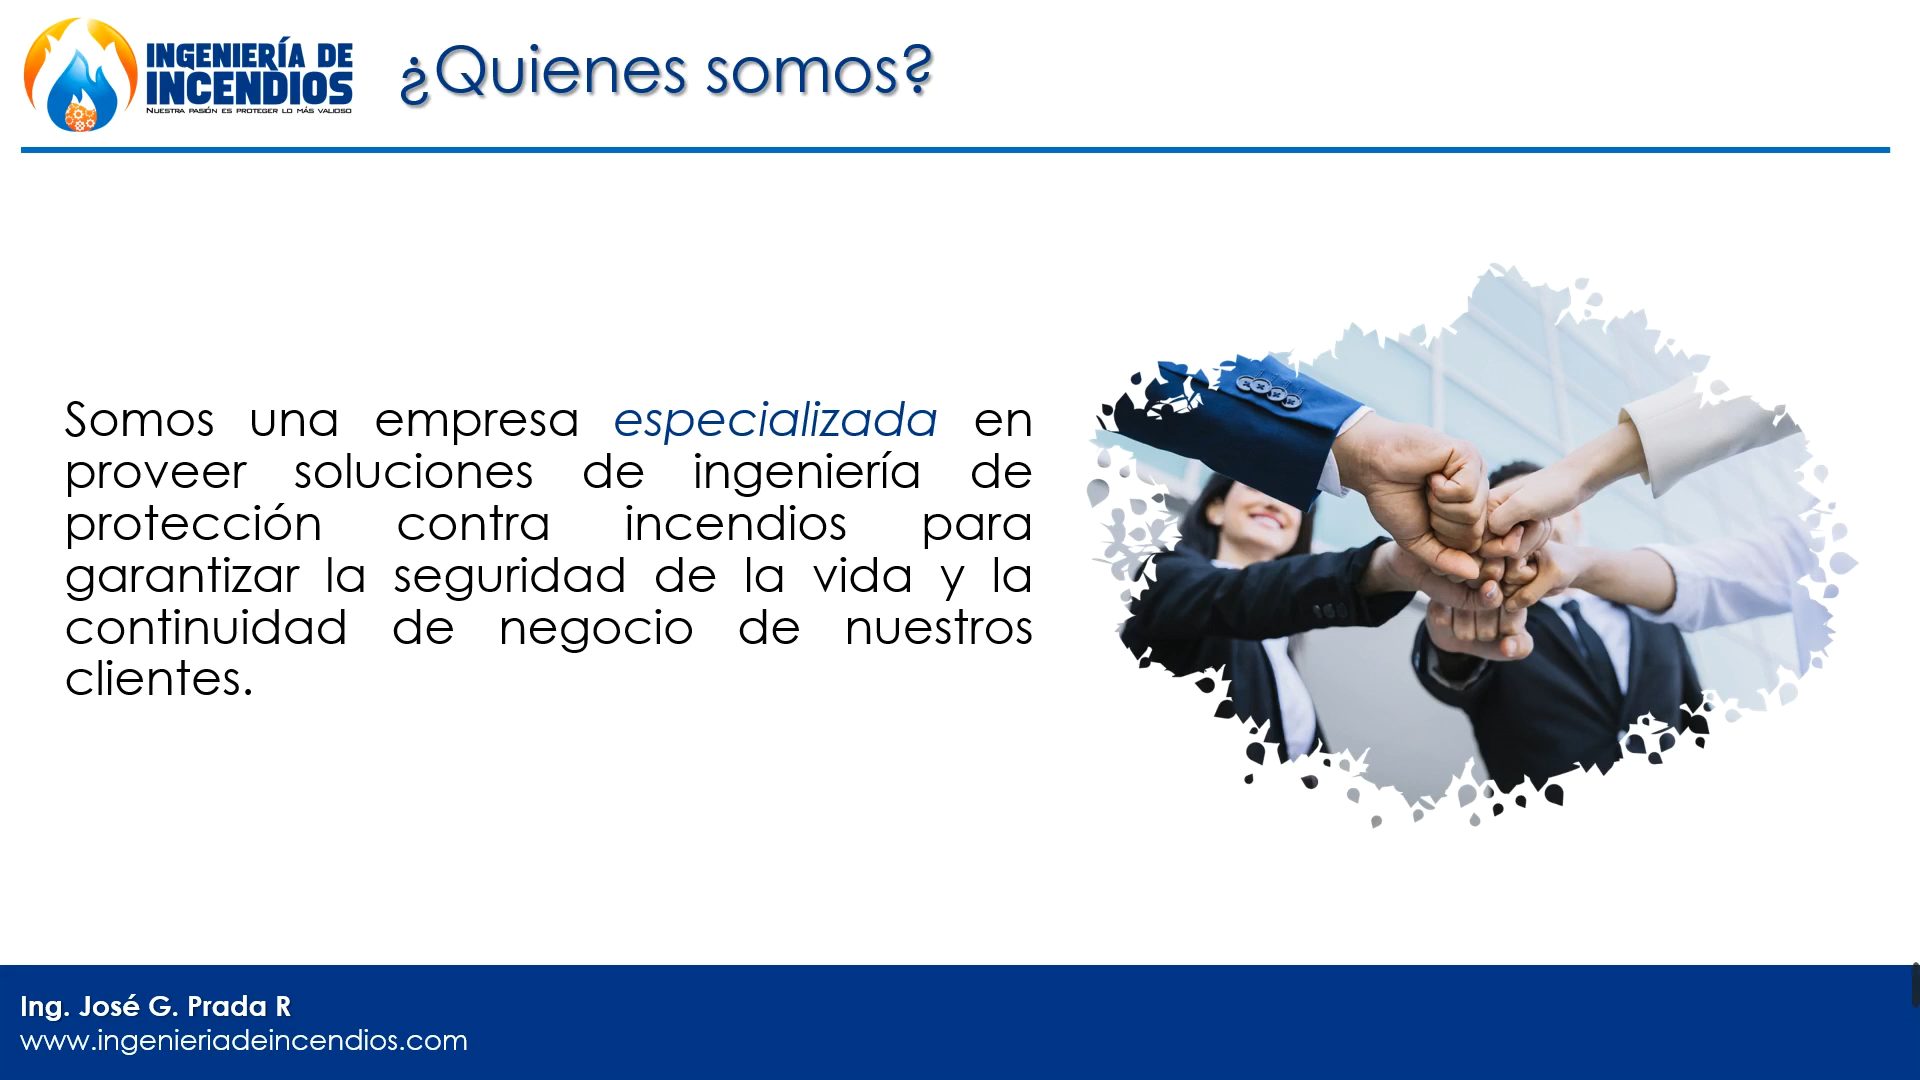 INGENIERÍA DE
INCENDIOS
NUESTRA PASIÓN ES PROTEGER LO MÁS VALIOSO
¿Quienes somos?
Somos una empresa especializada en
proveer soluciones de ingeniería de
protección contra incendios para
garantizar la seguridad de la vida y la
continuidad de negocio de nuestros
clientes.
Ing. José G. Prada R
www.ingenieriadeincendios.com